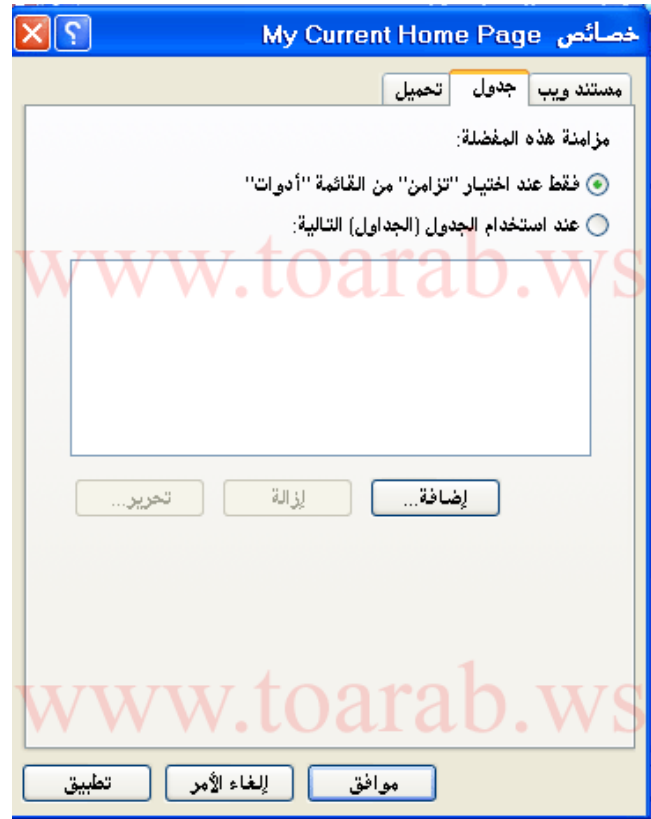 خصائص My Current Home Page
مستند ويب جدول تحميل
مزامنة هذه المفضلة:
فقط عند اختيار "تزامن" من القائمة "أدوات"
عند استخدام الجدول (الجداول) التالية:
www.toarab.ws
إضافة... إزالة تحرير...
www.toarab.ws
موافق إلغاء الأمر تطبيق